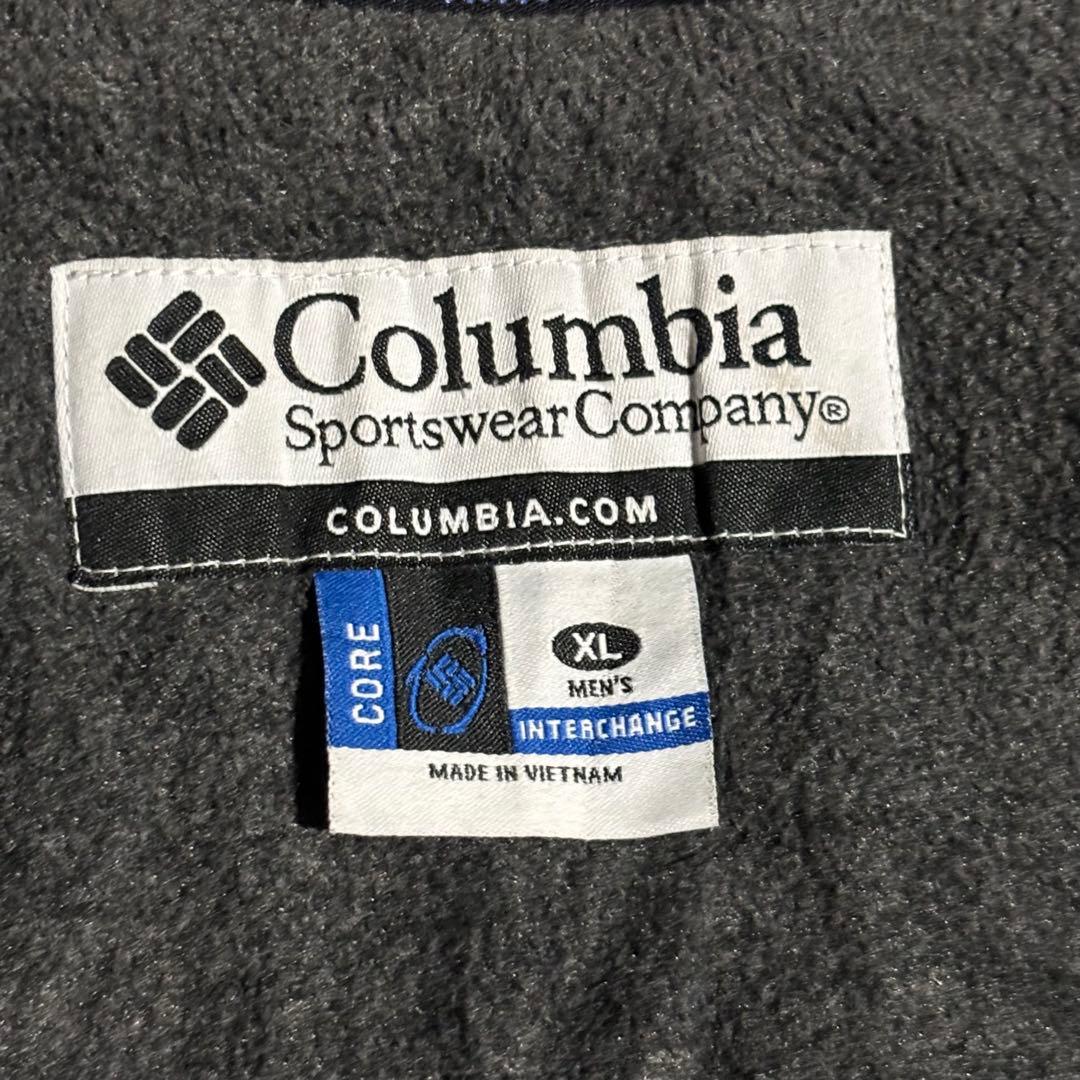 Columbia
Sportswear Company®
COLUMBIA.COM
CORE
XL
MEN'S
INTERCHANGE
MADE IN VIETNAM